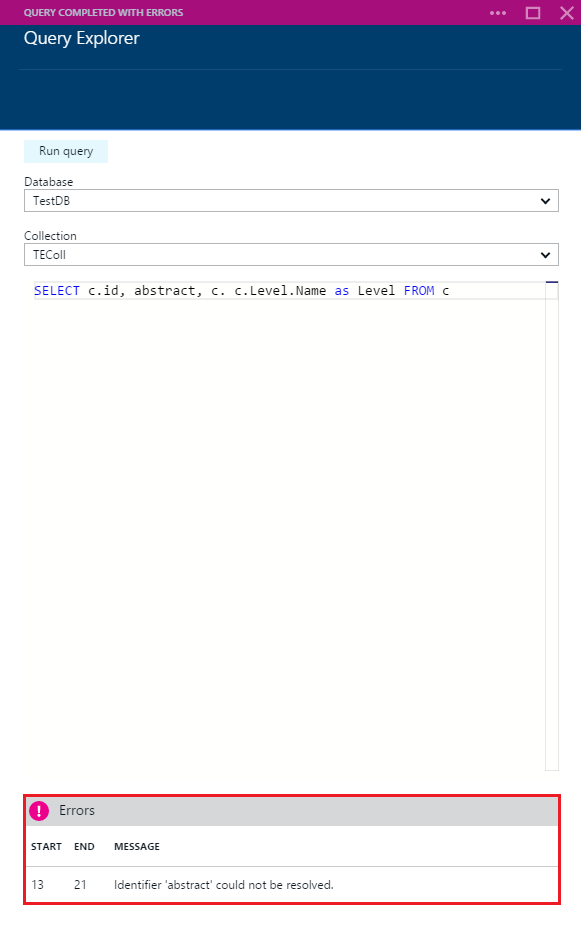 QUERY COMPLETED WITH ERRORS
Query Explorer
Run query
Database
TestDB
Collection
TEColl
SELECT c.id, abstract, c. c.Level.Name as Level FROM c
Errors
START END MESSAGE
13 21 Identifier 'abstract' could not be resolved.